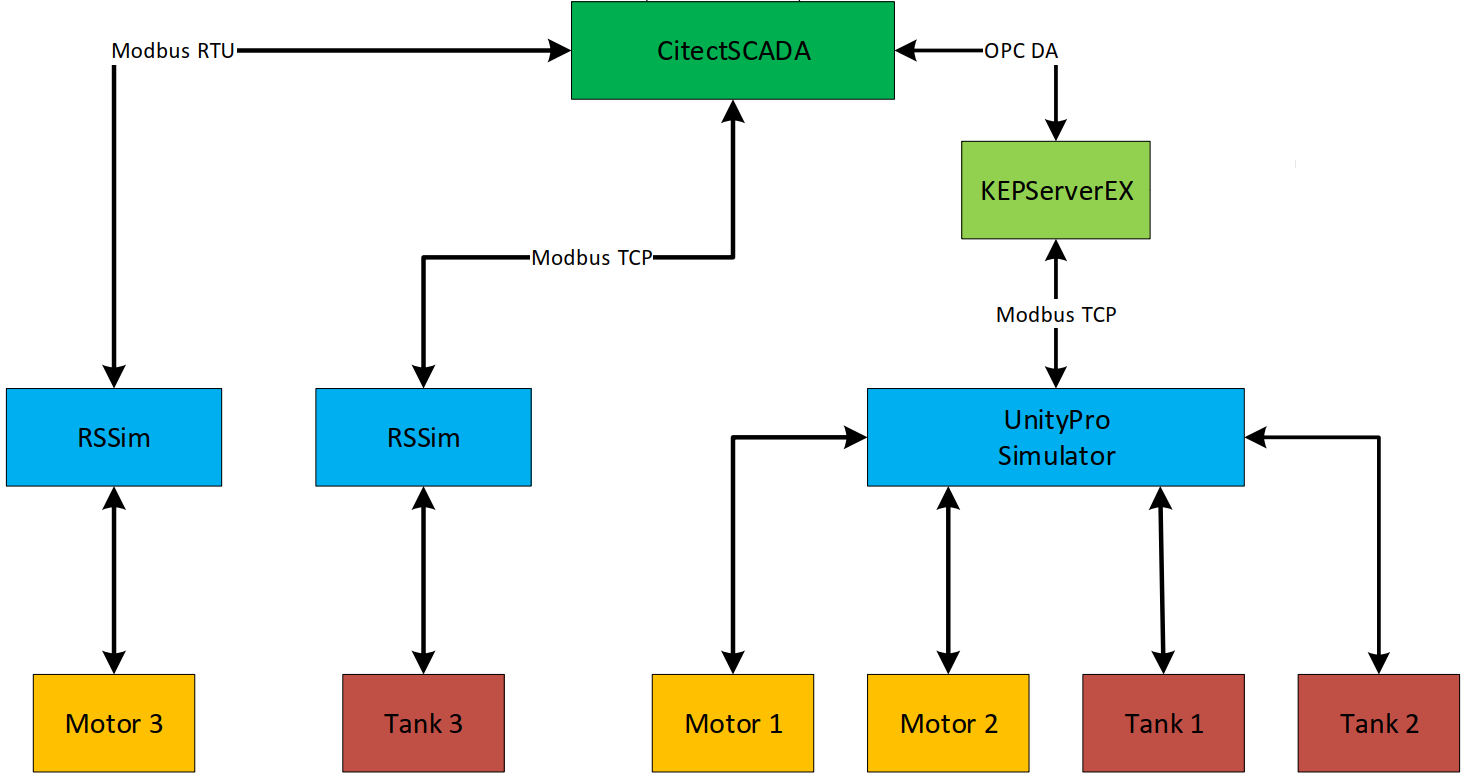 CitectSCADA
Modbus RTU
OPC DA
KEPServerEX
Modbus TCP
Modbus TCP
RSSim
RSSim
UnityPro
Simulator
Motor 3
Tank 3
Motor 1
Motor 2
Tank 1
Tank 2